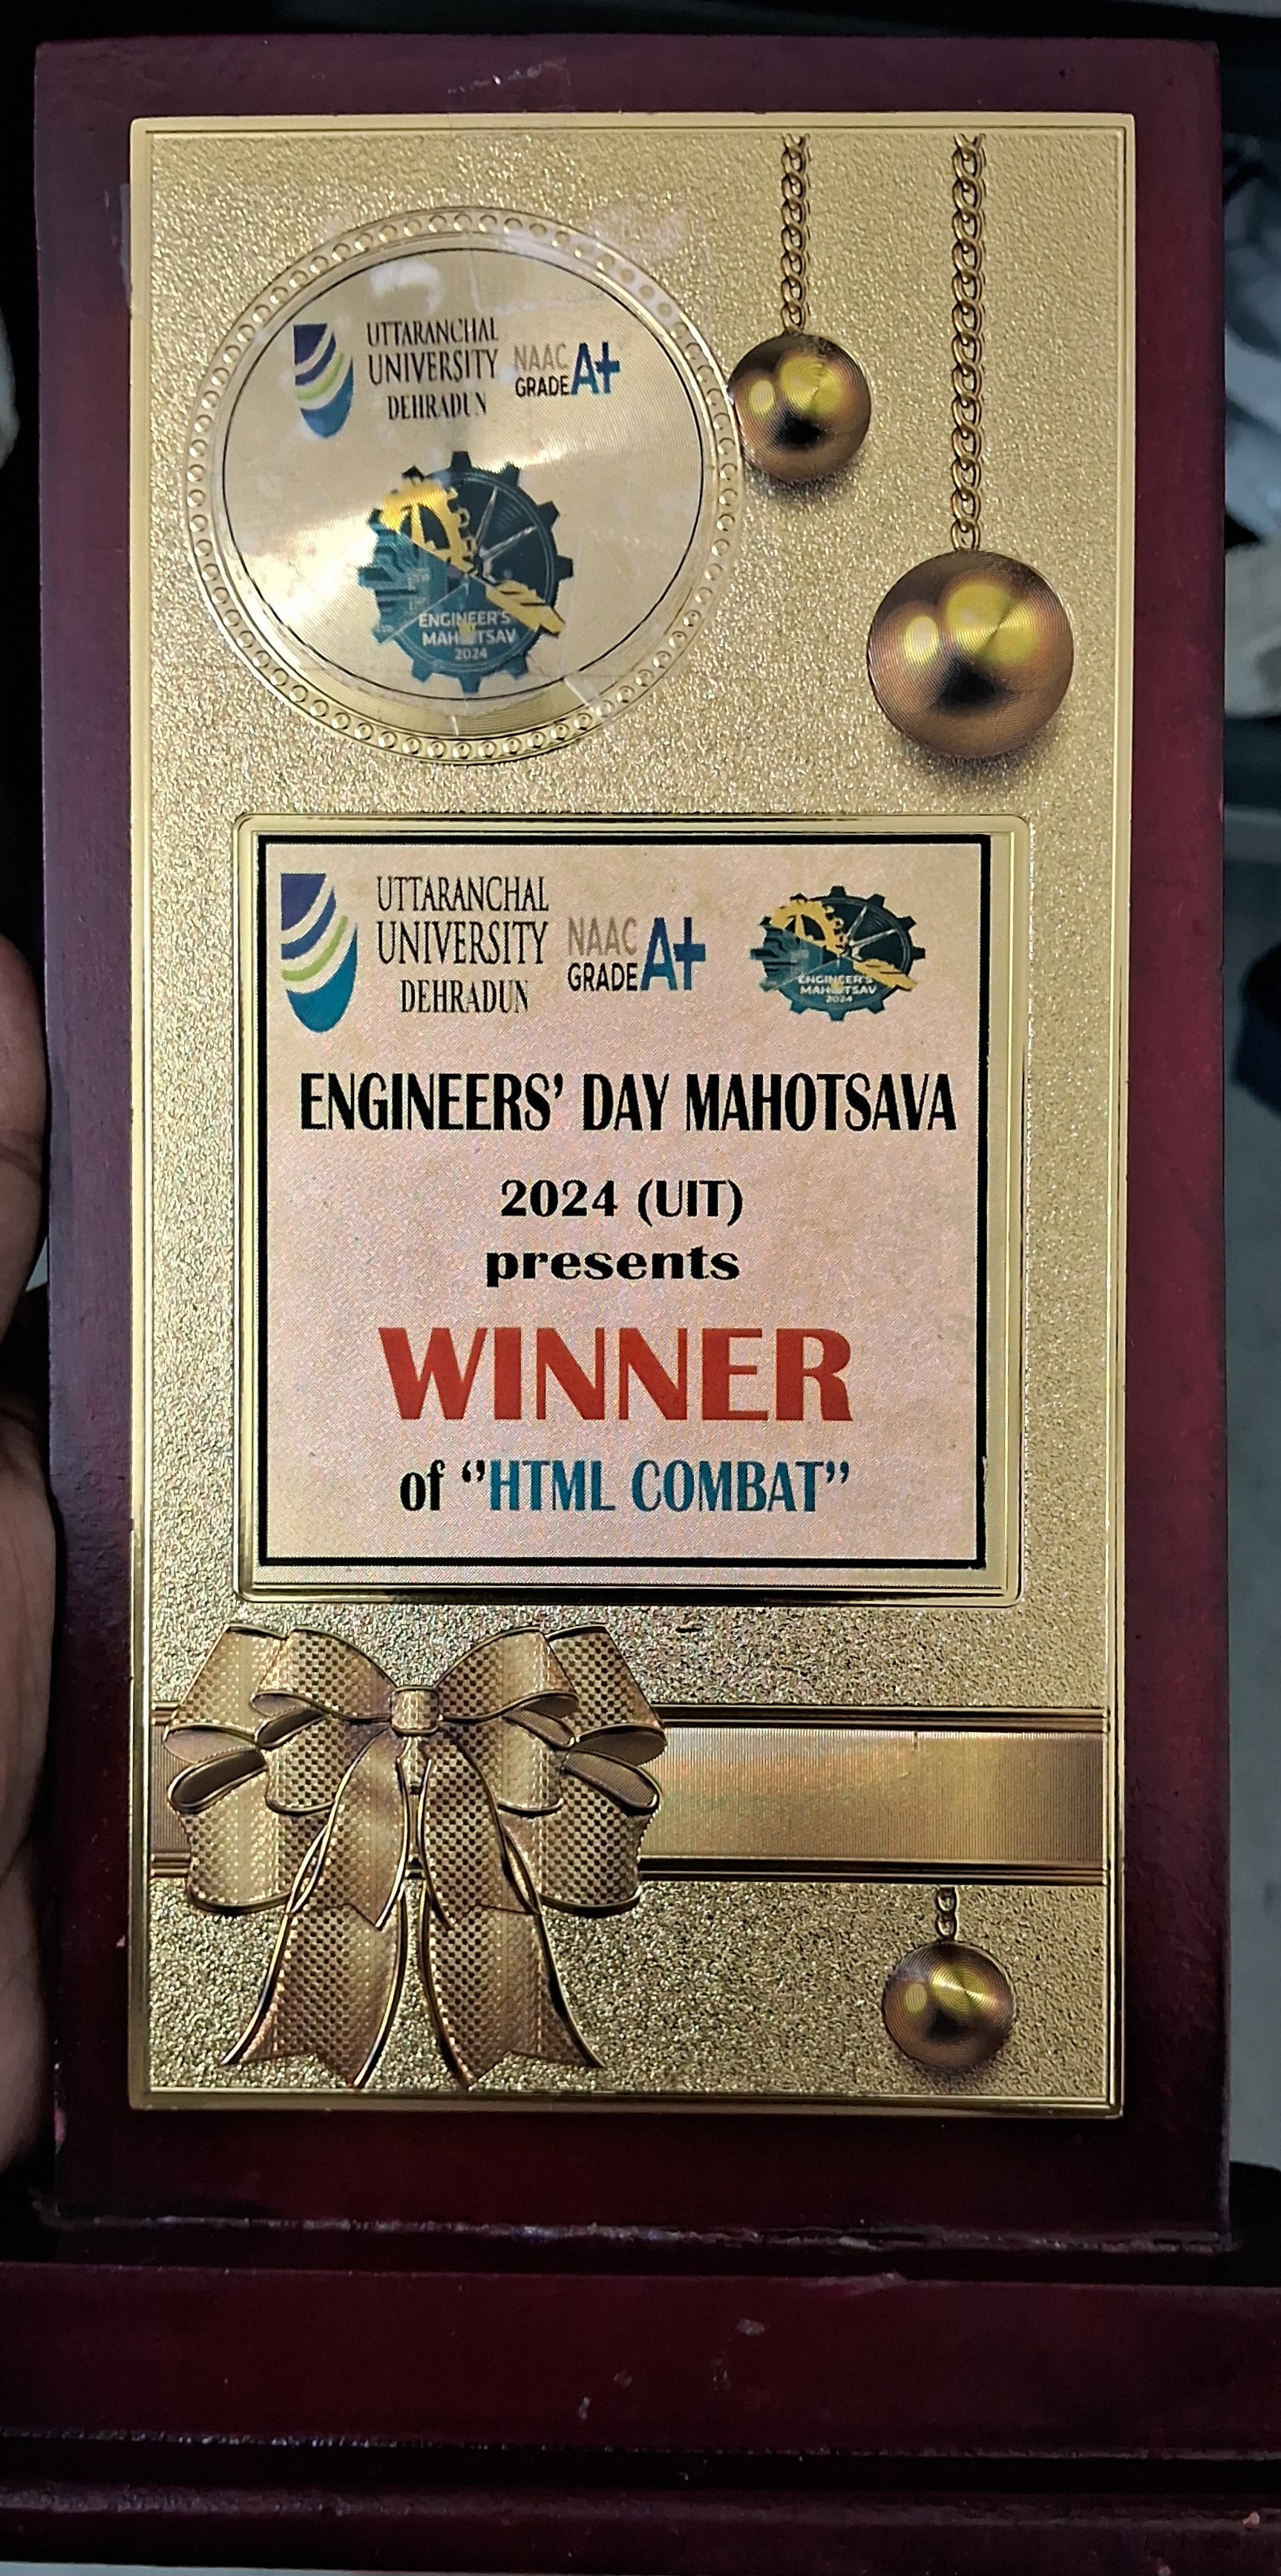 UTTARANCHAL
UNIVERSITY
DEHRADUN
NAAC
GRADE A+
ENGINEER'S
MAHOTSAV
2024
UTTARANCHAL
UNIVERSITY
DEHRADUN
NAAC
GRADE A+
ENGINEER'S
MAHOTSAV
2024
ENGINEERS' DAY MAHOTSAVA
2024 (UIT)
presents
WINNER
of "HTML COMBAT"